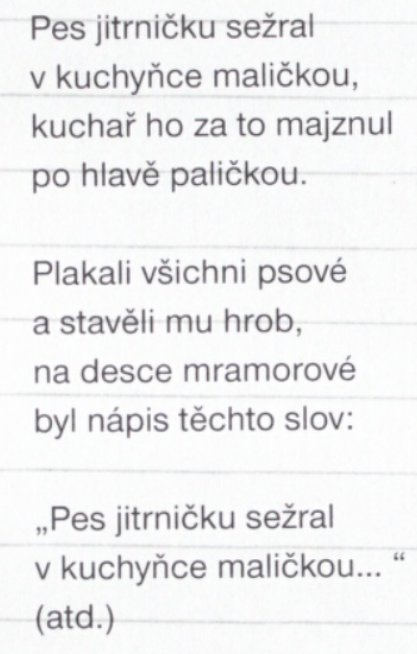 Pes jitrničku sežral
v kuchyňce maličkou,
kuchař ho za to majznul
po hlavě paličkou.

Plakali všichni psové
a stavěli mu hrob,
na desce mramorové
byl nápis těchto slov:

„Pes jitrničku sežral
v kuchyňce maličkou... “
(atd.)